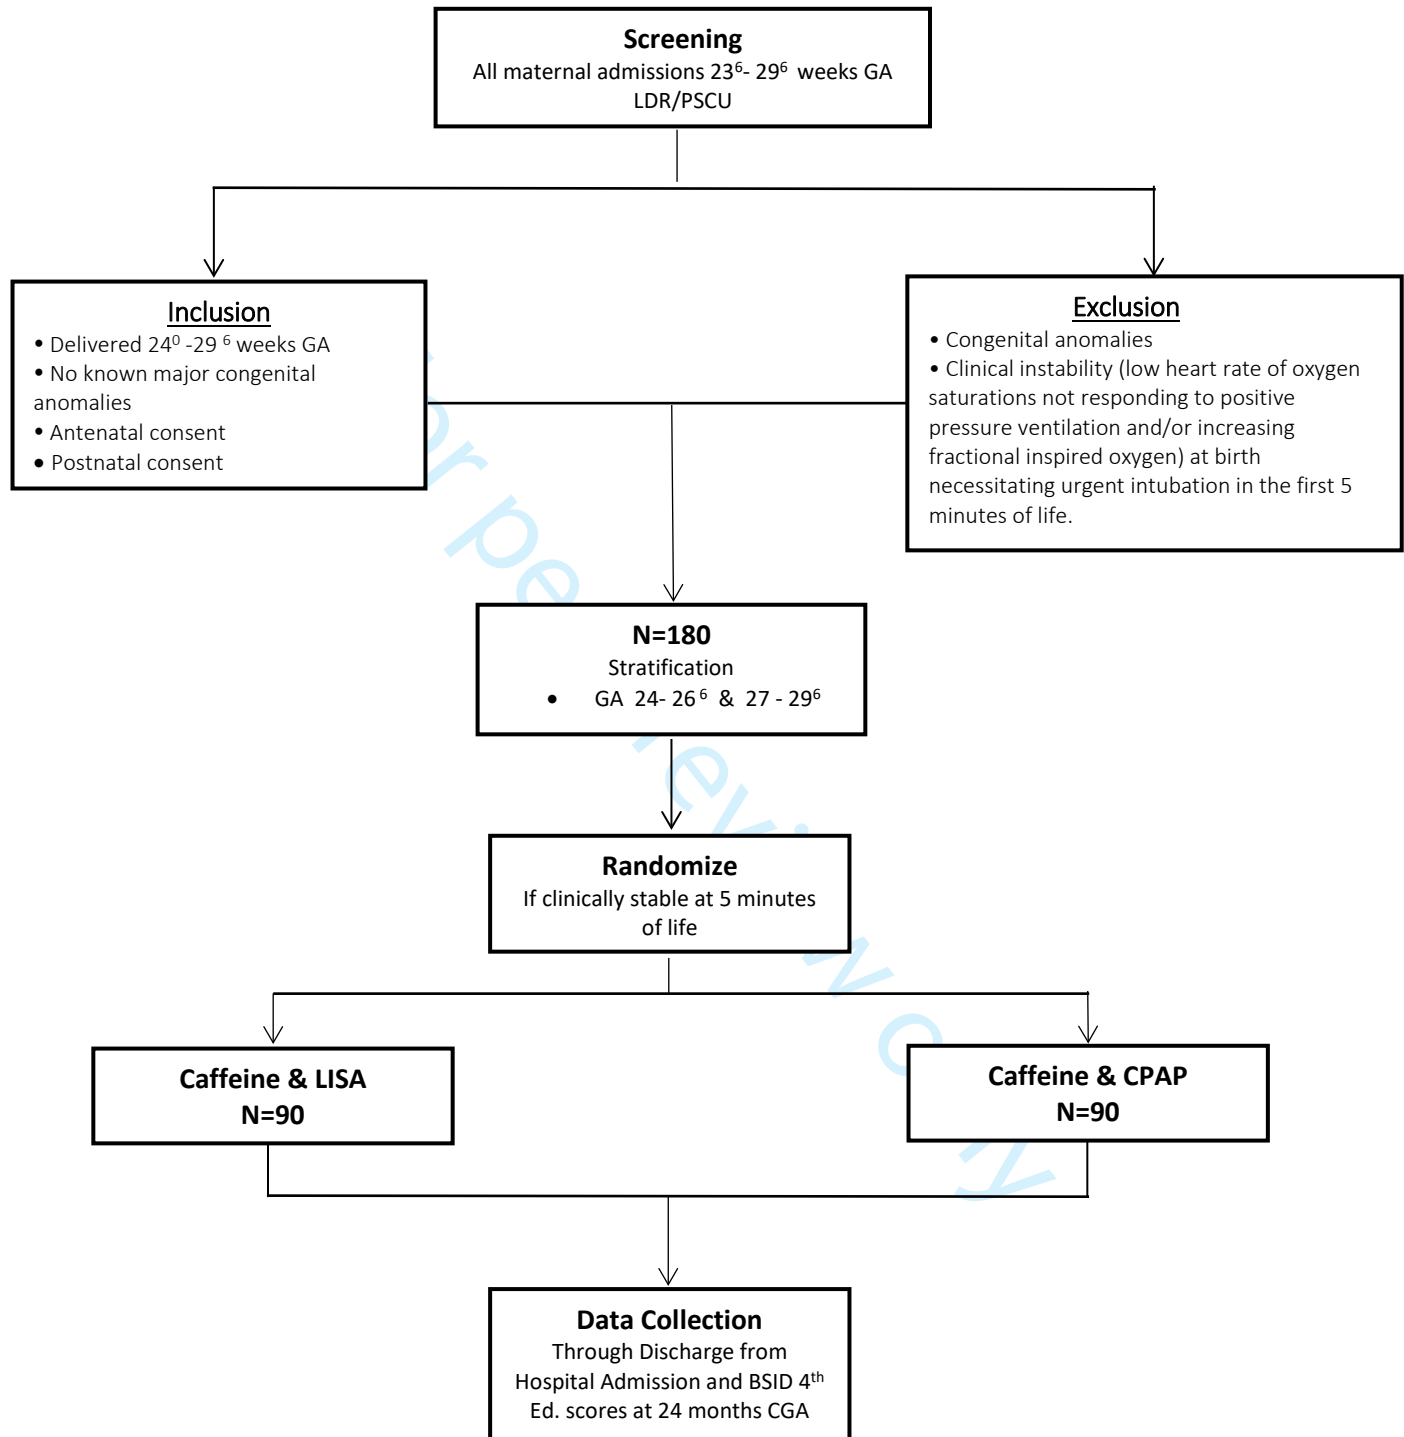 Screening
All maternal admissions 23⁶- 29⁶ weeks GA
LDR/PSCU
Inclusion
• Delivered 24⁰ -29 ⁶ weeks GA
• No known major congenital
anomalies
• Antenatal consent
• Postnatal consent
Exclusion
• Congenital anomalies
• Clinical instability (low heart rate of oxygen
saturations not responding to positive
pressure ventilation and/or increasing
fractional inspired oxygen) at birth
necessitating urgent intubation in the first 5
minutes of life.
N=180
Stratification
• GA 24- 26 ⁶ & 27 - 29⁶
Randomize
If clinically stable at 5 minutes
of life
Caffeine & LISA
N=90
Caffeine & CPAP
N=90
Data Collection
Through Discharge from
Hospital Admission and BSID 4ᵗʰ
Ed. scores at 24 months CGA